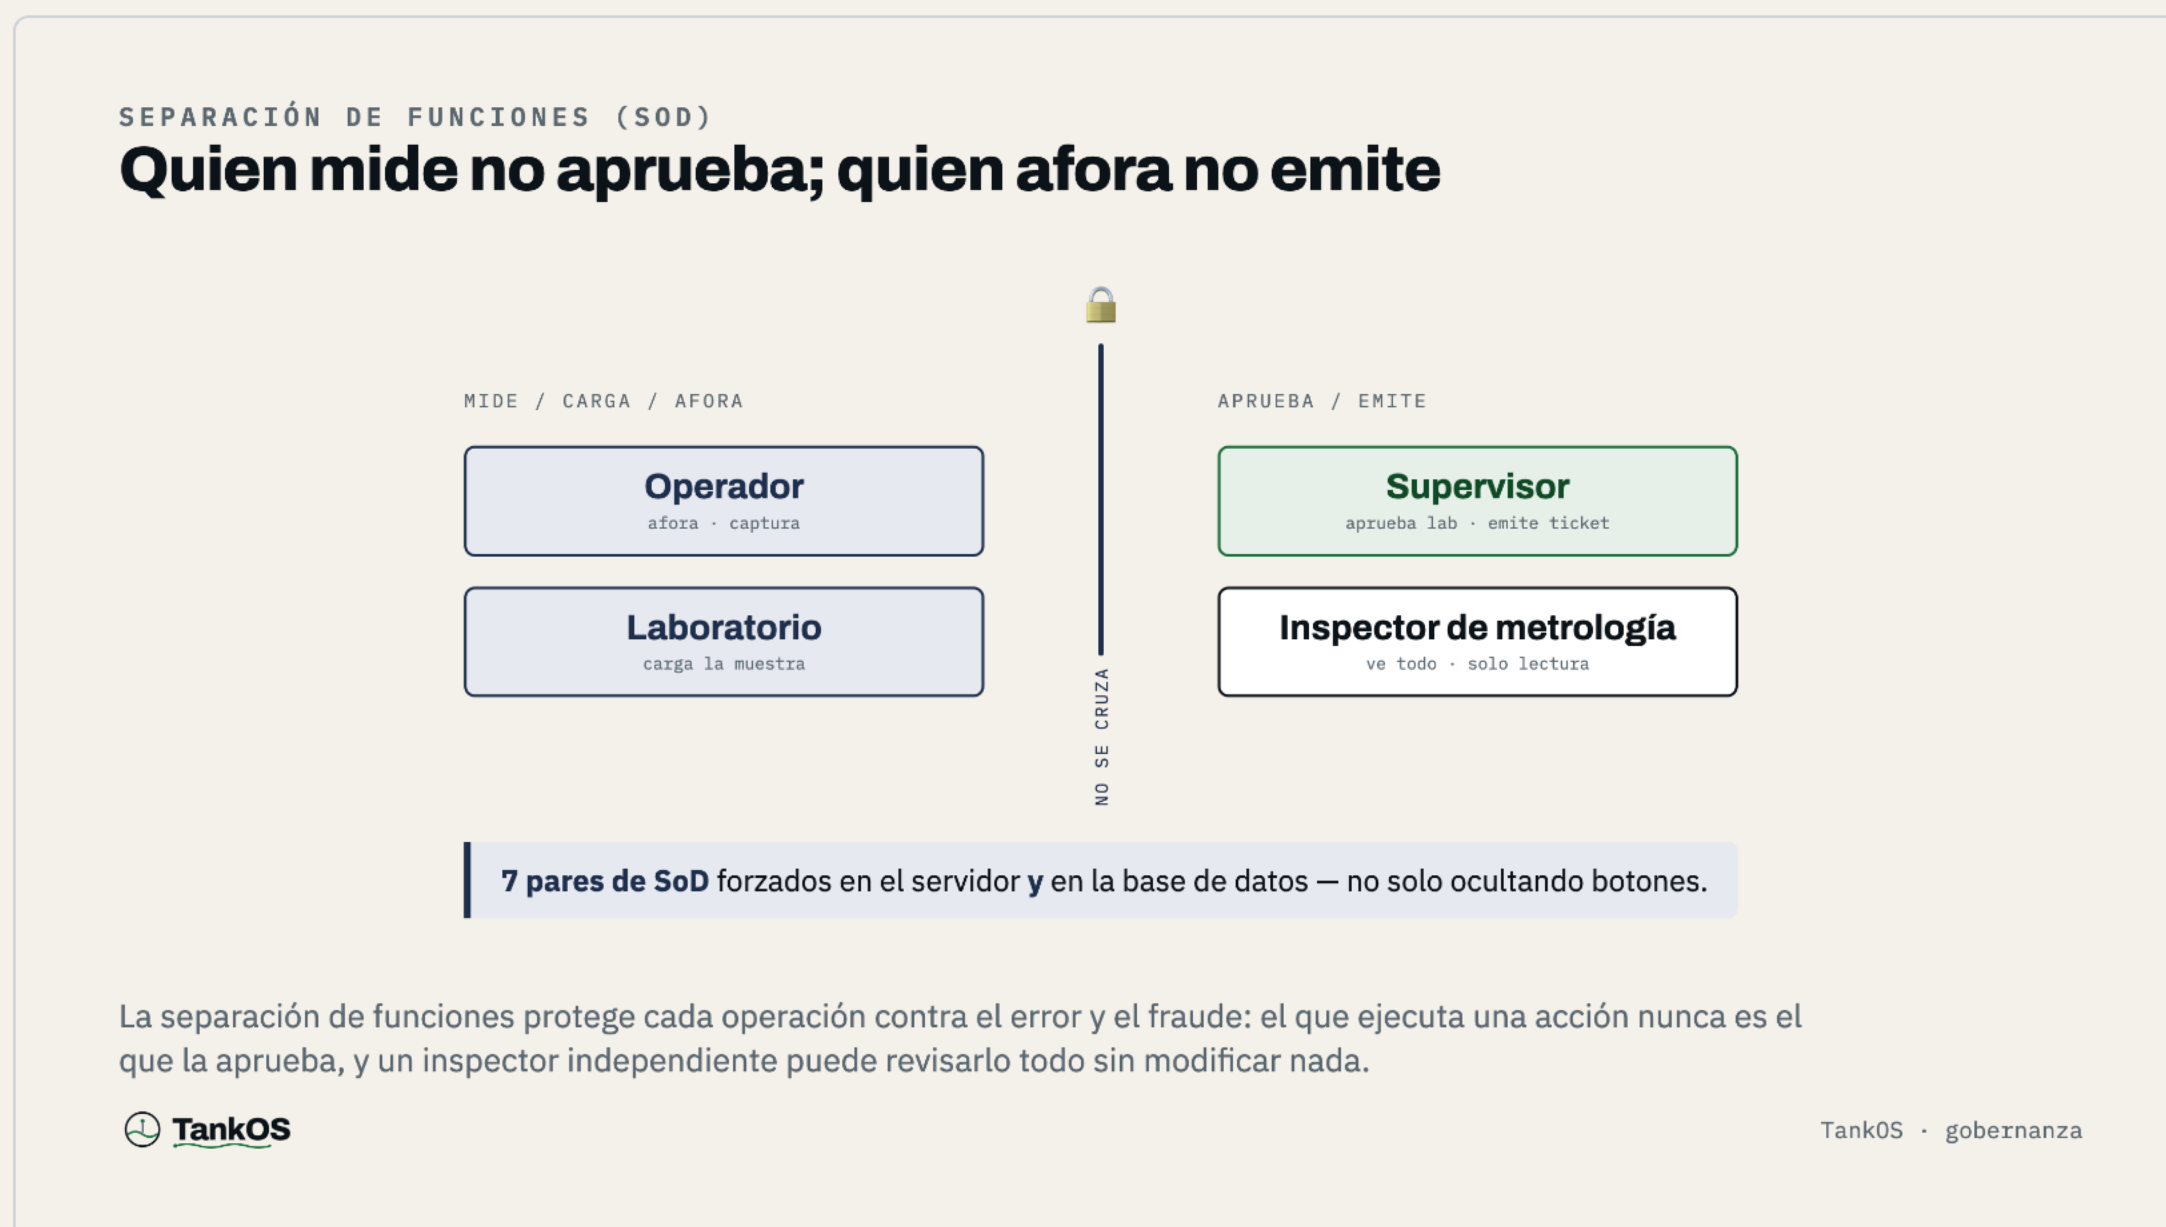 SEPARACIÓN DE FUNCIONES (SOD)
Quien mide no aprueba; quien afora no emite
MIDE / CARGA / AFORA
Operador
afora · captura
Laboratorio
carga la muestra
NO SE CRUZA
APRUEBA / EMITE
Supervisor
aprueba lab · emite ticket
Inspector de metrología
ve todo · solo lectura
7 pares de SoD forzados en el servidor y en la base de datos — no solo ocultando botones.
La separación de funciones protege cada operación contra el error y el fraude: el que ejecuta una acción nunca es el
que la aprueba, y un inspector independiente puede revisarlo todo sin modificar nada.
TankOS
TankOS · gobernanza